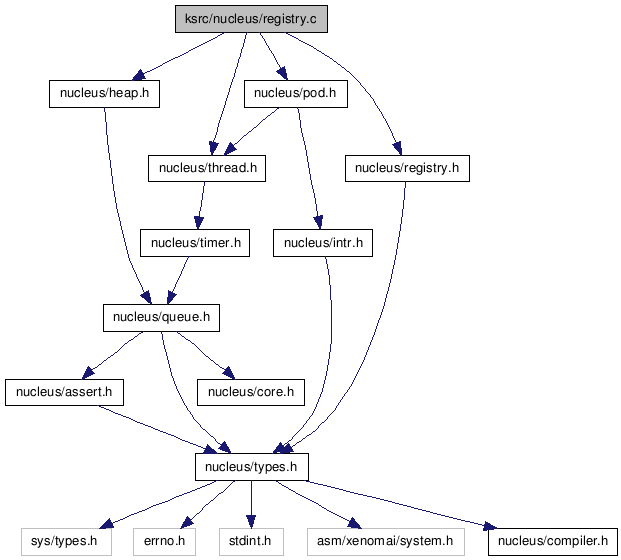 ksrc/nucleus/registry.c
nucleus/heap.h
nucleus/pod.h
nucleus/thread.h
nucleus/registry.h
nucleus/timer.h
nucleus/intr.h
nucleus/queue.h
nucleus/assert.h
nucleus/core.h
nucleus/types.h
sys/types.h
errno.h
stdint.h
asm/xenomai/system.h
nucleus/compiler.h